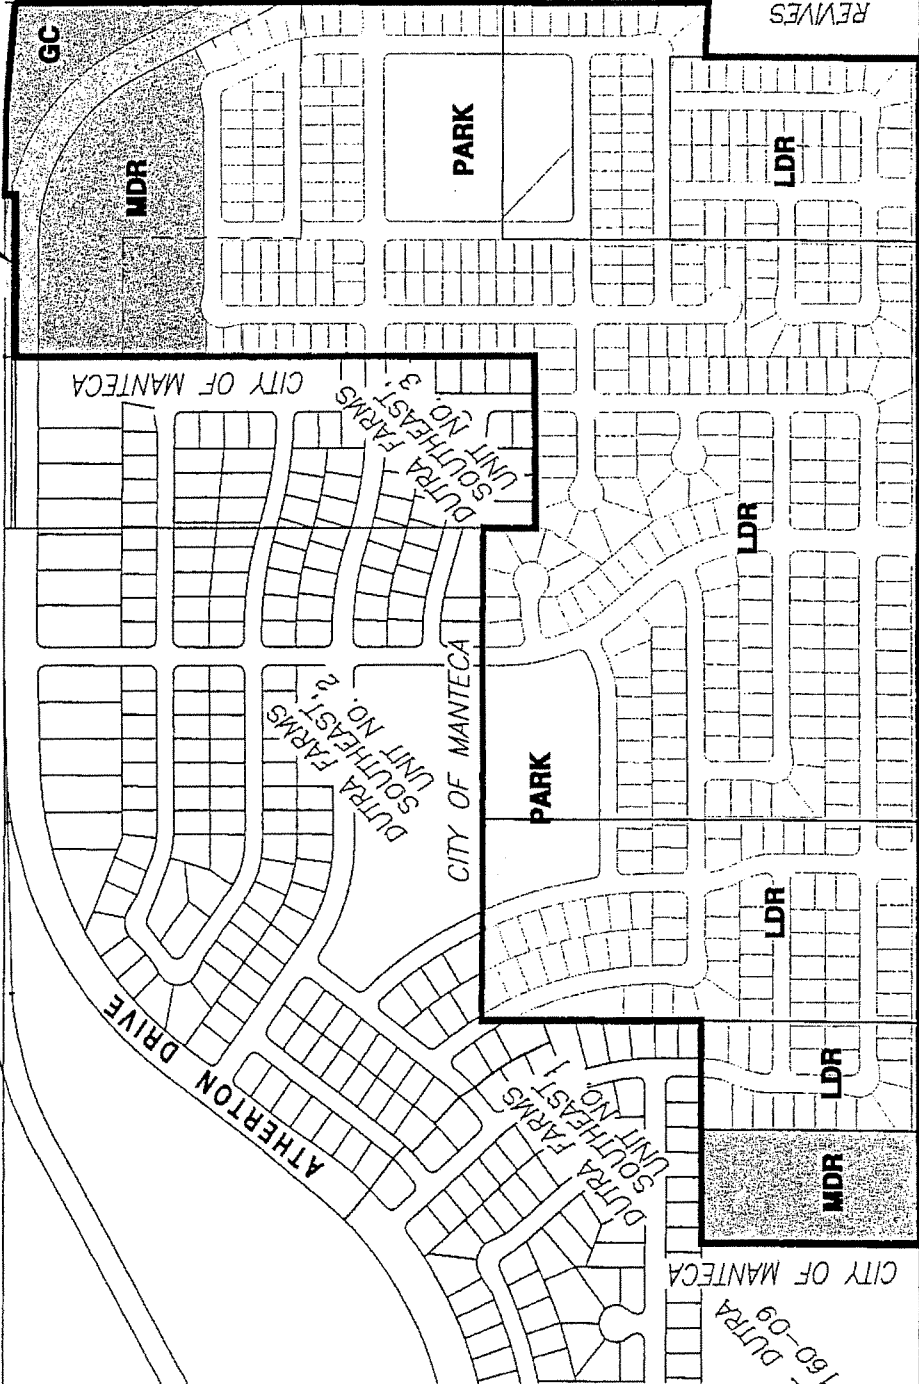 GC
REVIVES
MDR
PARK
LDR
CITY OF MANTECA
DUTRA FARMS
SOUTHEAST,
UNIT NO. 3
LDR
CITY OF MANTECA
DUTRA FARMS
SOUTHEAST,
UNIT NO. 2
PARK
LDR
ATHERTON DRIVE
LDR
DUTRA FARMS
SOUTHEAST
UNIT NO. 1
MDR
CITY OF MANTECA
DUTRA
160-09